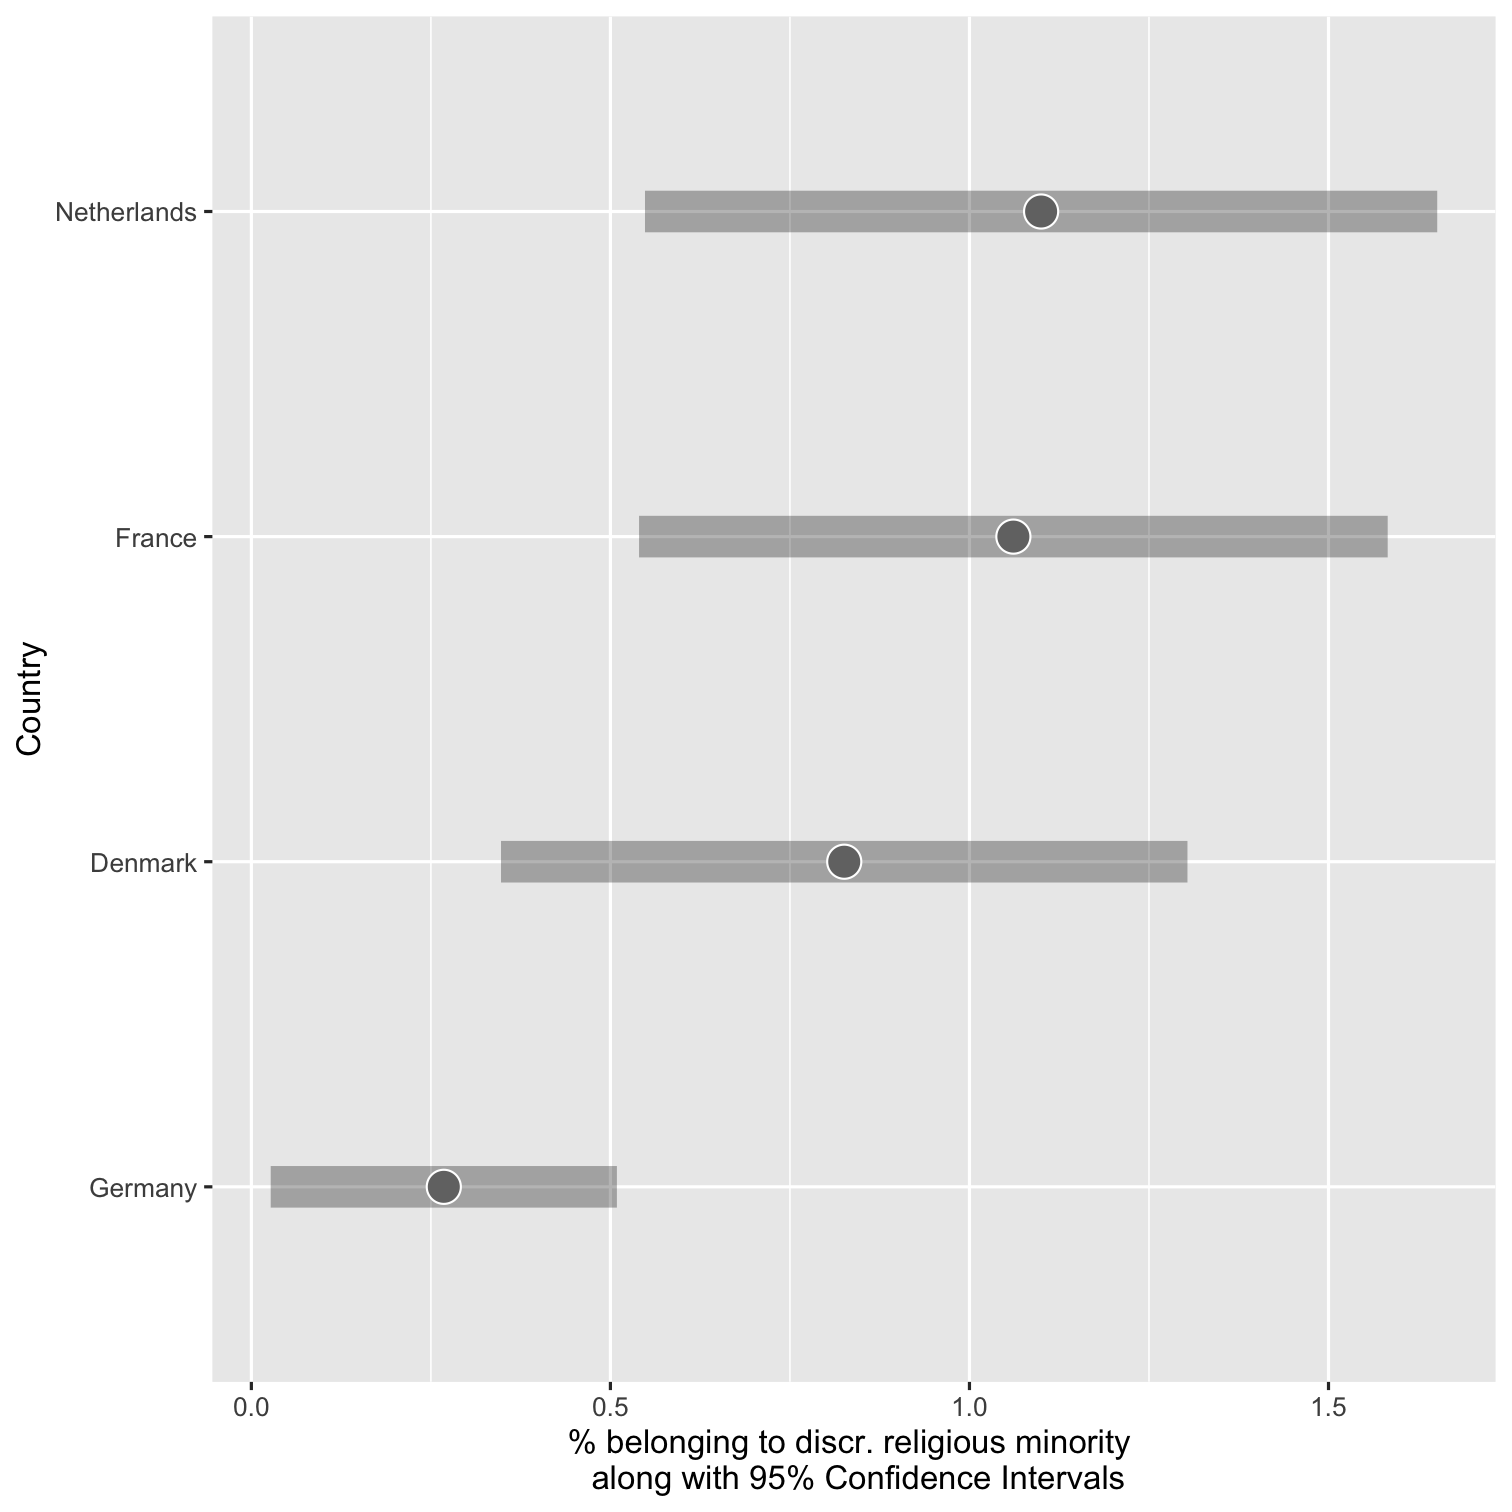 Netherlands
France
Denmark
Germany
Country
0.0 0.5 1.0 1.5
% belonging to discr. religious minority
along with 95% Confidence Intervals